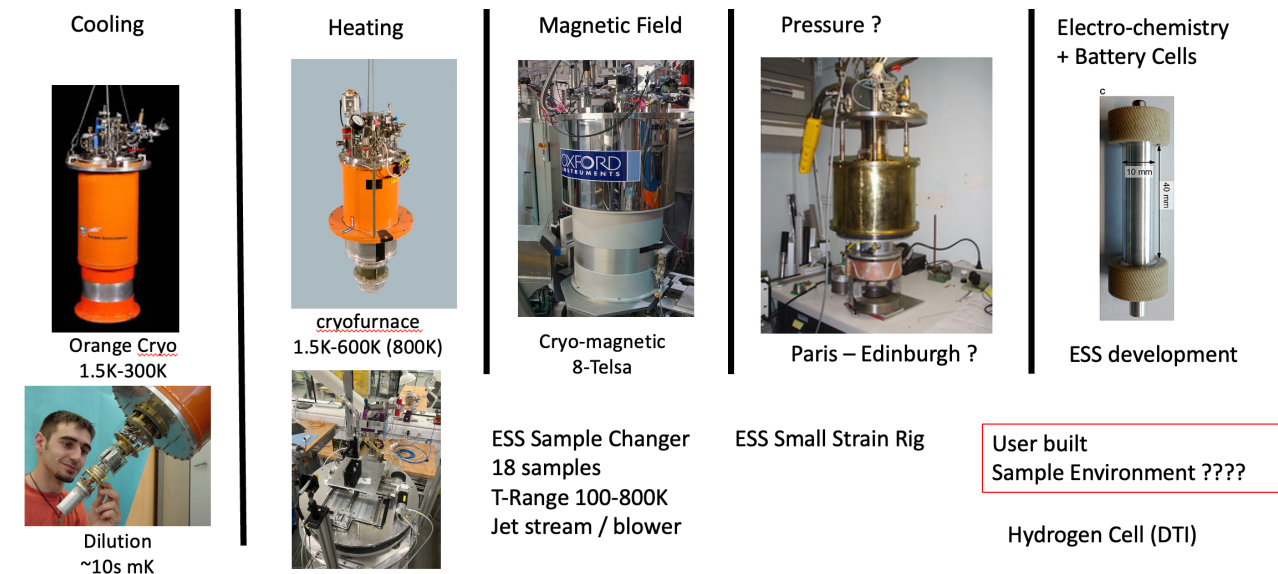 Cooling
Orange Cryo
1.5K-300K
Dilution
~10s mK
Heating
cryofurnace
1.5K-600K (800K)
Magnetic Field
OXFORD
INSTRUMENTS
Cryo-magnetic
8-Telsa
ESS Sample Changer
18 samples
T-Range 100-800K
Jet stream / blower
Pressure ?
Paris – Edinburgh ?
ESS Small Strain Rig
Electro-chemistry
+ Battery Cells
c
10 mm
40 mm
ESS development
User built
Sample Environment ????
Hydrogen Cell (DTI)